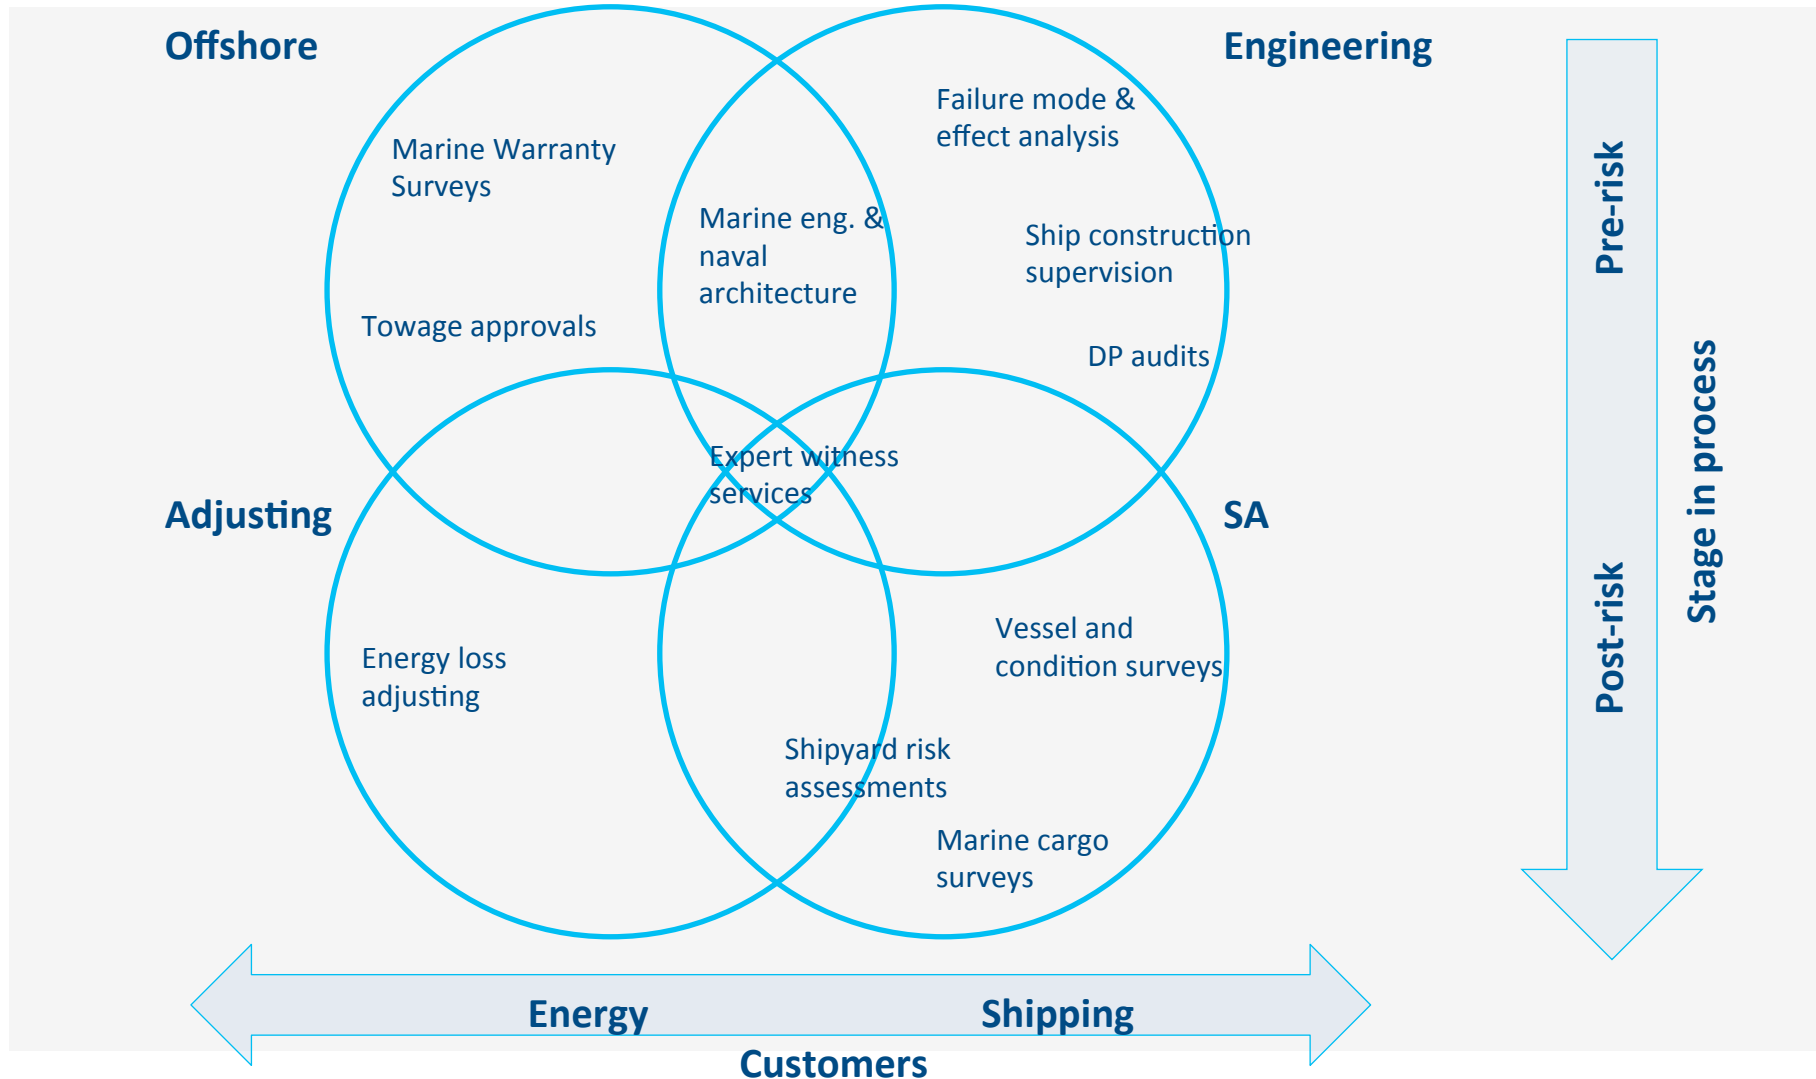 Offshore
Engineering
Failure mode &
effect analysis
Marine Warranty
Surveys
Marine eng. &
naval
architecture
Ship construction
supervision
Towage approvals
DP audits
Expert witness
services
Adjusting
SA
Energy loss
adjusting
Vessel and
condition surveys
Shipyard risk
assessments
Marine cargo
surveys
Pre-risk
Post-risk
Stage in process
Energy
Shipping
Customers